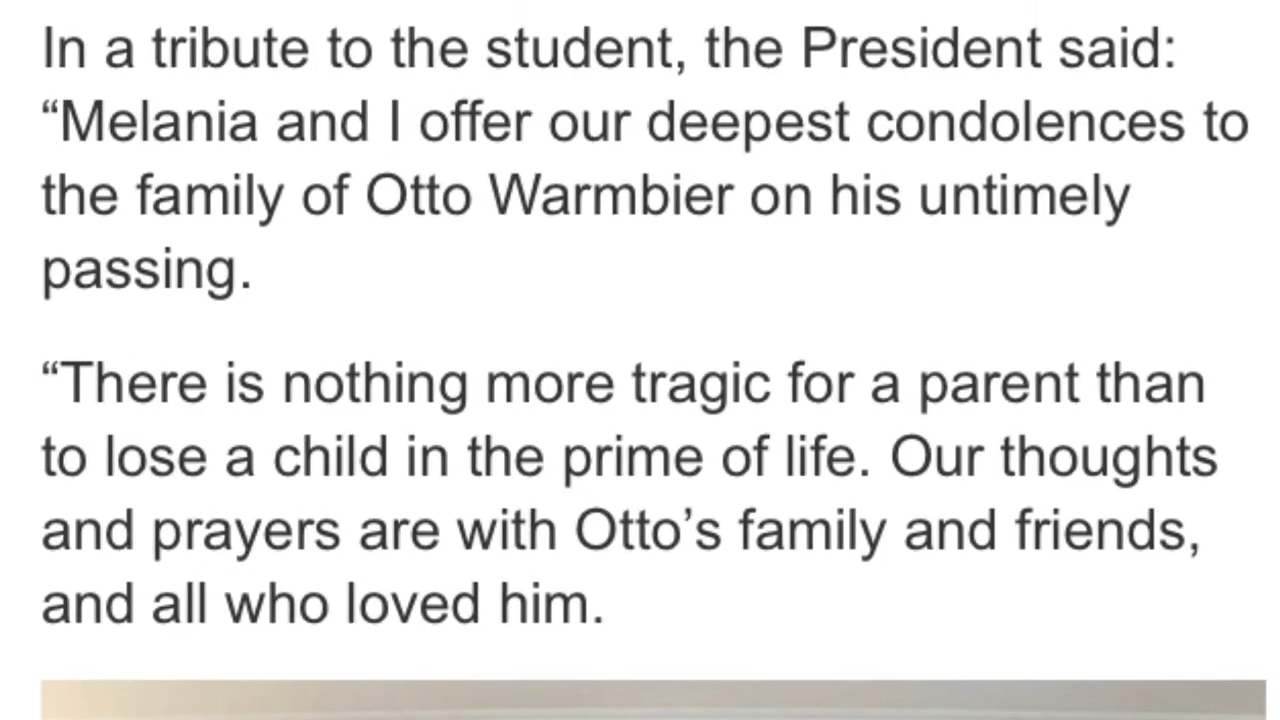 In a tribute to the student, the President said:
“Melania and I offer our deepest condolences to
the family of Otto Warmbier on his untimely
passing.
“There is nothing more tragic for a parent than
to lose a child in the prime of life. Our thoughts
and prayers are with Otto’s family and friends,
and all who loved him.